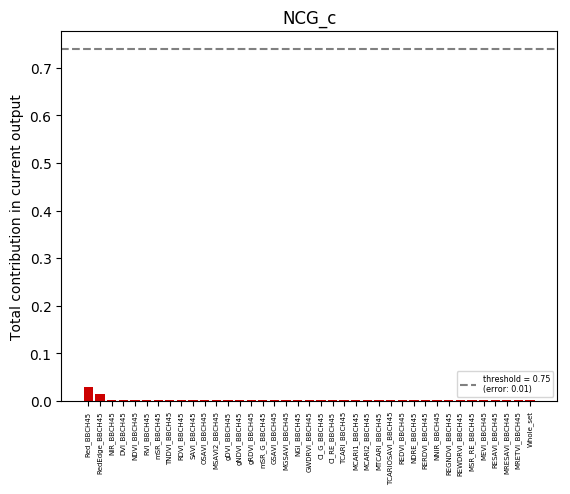 NCG_c
Total contribution in current output
0.7
0.6
0.5
0.4
0.3
0.2
0.1
0.0
threshold = 0.75
(error: 0.01)
Red_BBCH45
RedEdge_BBCH45
NIR_BBCH45
DVI_BBCH45
NDVI_BBCH45
RVI_BBCH45
mSR_BBCH45
TNDVI_BBCH45
RDVI_BBCH45
SAVI_BBCH45
OSAVI_BBCH45
MSAVI2_BBCH45
gDVI_BBCH45
gNDVI_BBCH45
gRDVI_BBCH45
mSR_G_BBCH45
GSAVI_BBCH45
MGSAVI_BBCH45
NGI_BBCH45
GWDRVI_BBCH45
CI_G_BBCH45
CI_RE_BBCH45
TCARI_BBCH45
MCARI1_BBCH45
MCARI2_BBCH45
MTCARI_BBCH45
TCARIOSAVI_BBCH45
REDVI_BBCH45
NDRE_BBCH45
RERDVI_BBCH45
NNIR_BBCH45
REGNDVI_BBCH45
REWDRVI_BBCH45
MSR_RE_BBCH45
MEVI_BBCH45
RESAVI_BBCH45
MRESAVI_BBCH45
MRETVI_BBCH45
Whole_set